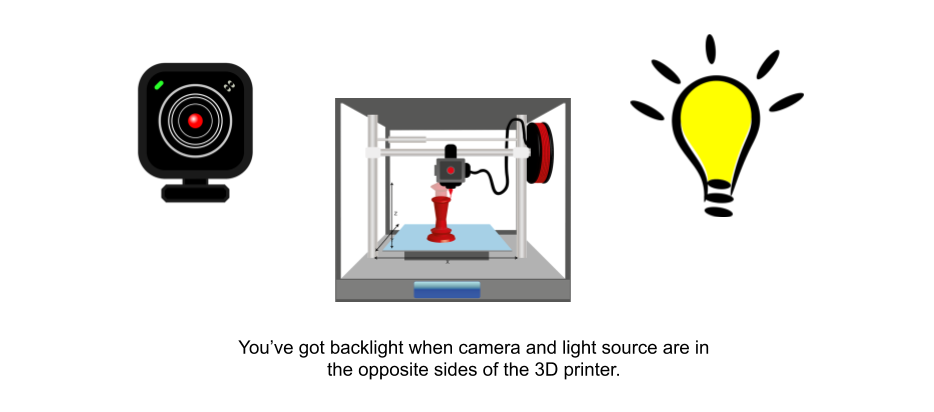 z
x
You’ve got backlight when camera and light source are in
the opposite sides of the 3D printer.